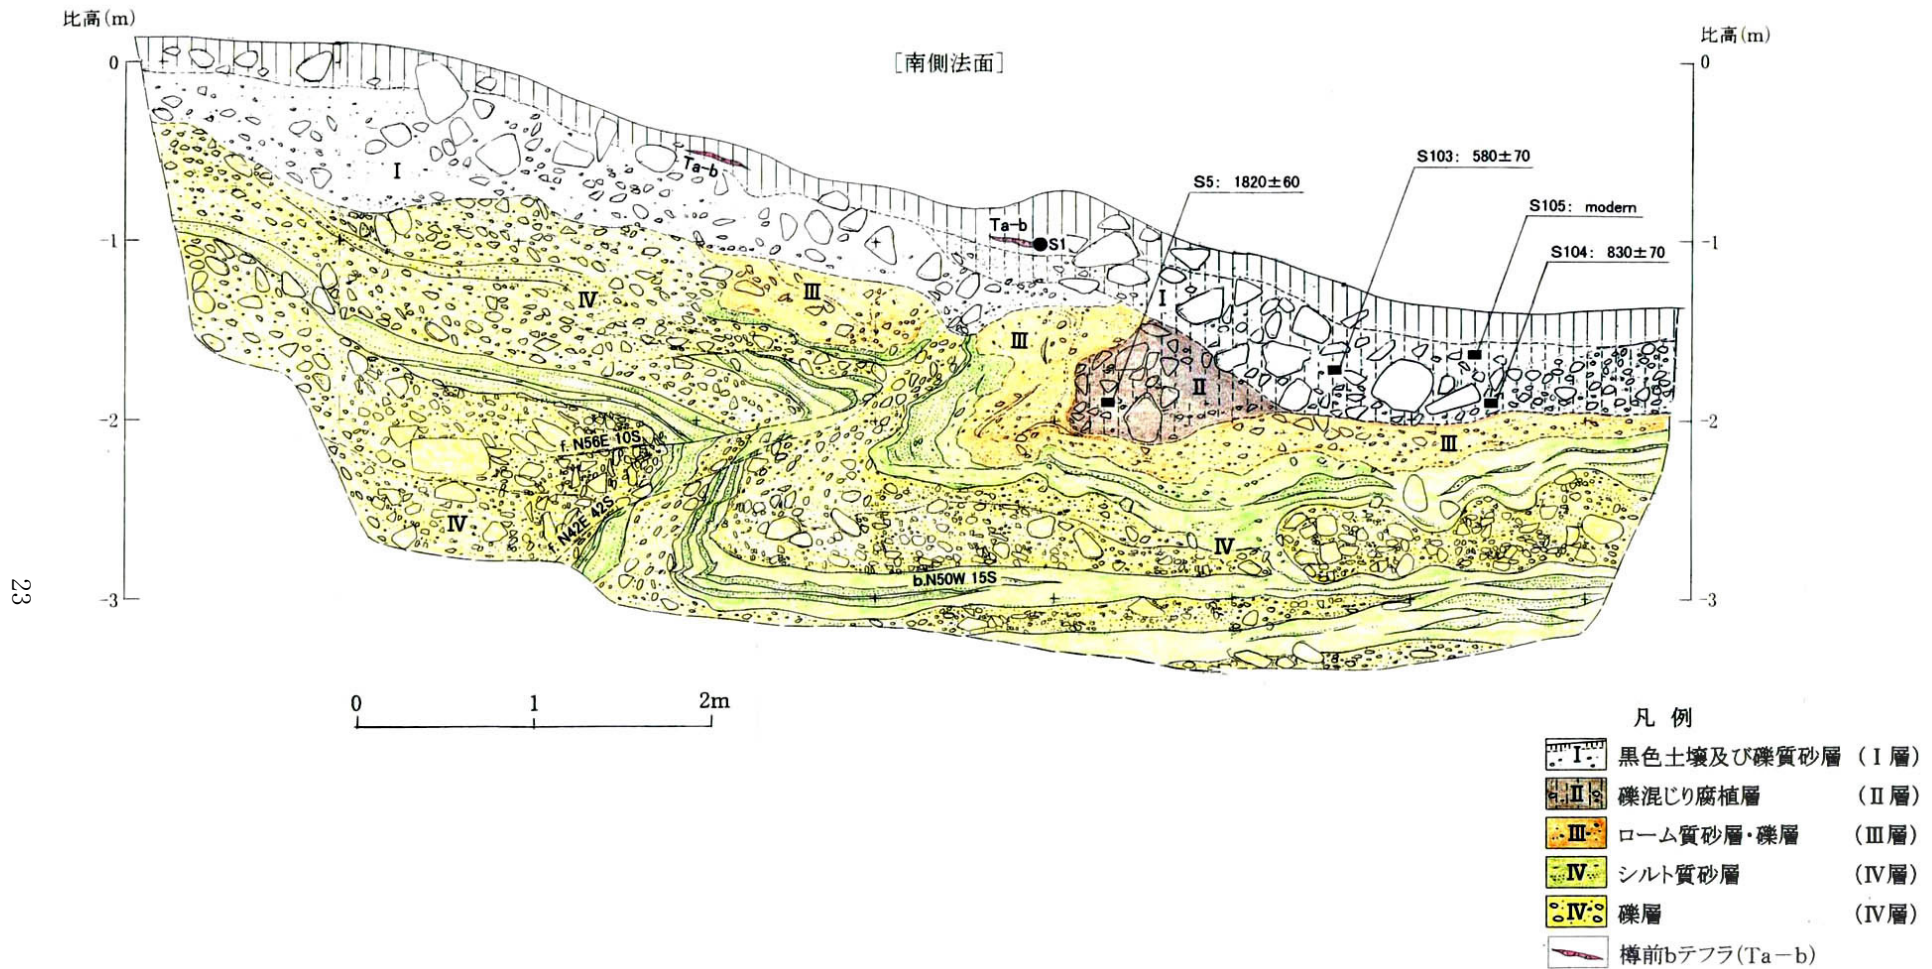 比高(m)
比高(m)
[南側法面]
0
-1
-2
-3
0
-1
-2
-3
S103: 580±70
S5: 1820±60
S105: modern
S104: 830±70
Ta-b
Ta-b
S1
I
I
II
III
III
III
IV
IV
IV
f. N56E 10S
f. N42E 42S
b.N50W 15S
0 1 2m
23
凡 例
I 黒色土壌及び礫質砂層 (I層)
II 礫混じり腐植層 (II層)
III ローム質砂層・礫層 (III層)
IV シルト質砂層 (IV層)
IV 礫層 (IV層)
樽前bテフラ(Ta-b)